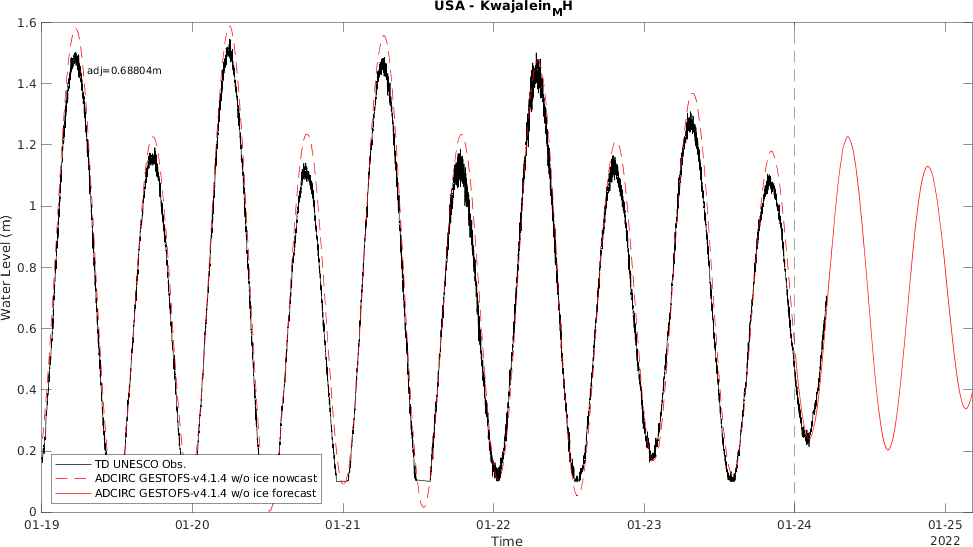 USA - Kwajalein_MH
1.6
adj=0.68804m
1.4
1.2
1
Water Level (m)
0.8
0.6
0.4
0.2
0
TD UNESCO Obs.
ADCIRC GESTOFS-v4.1.4 w/o ice nowcast
ADCIRC GESTOFS-v4.1.4 w/o ice forecast
01-19 01-20 01-21 01-22 01-23 01-24 01-25
Time 2022